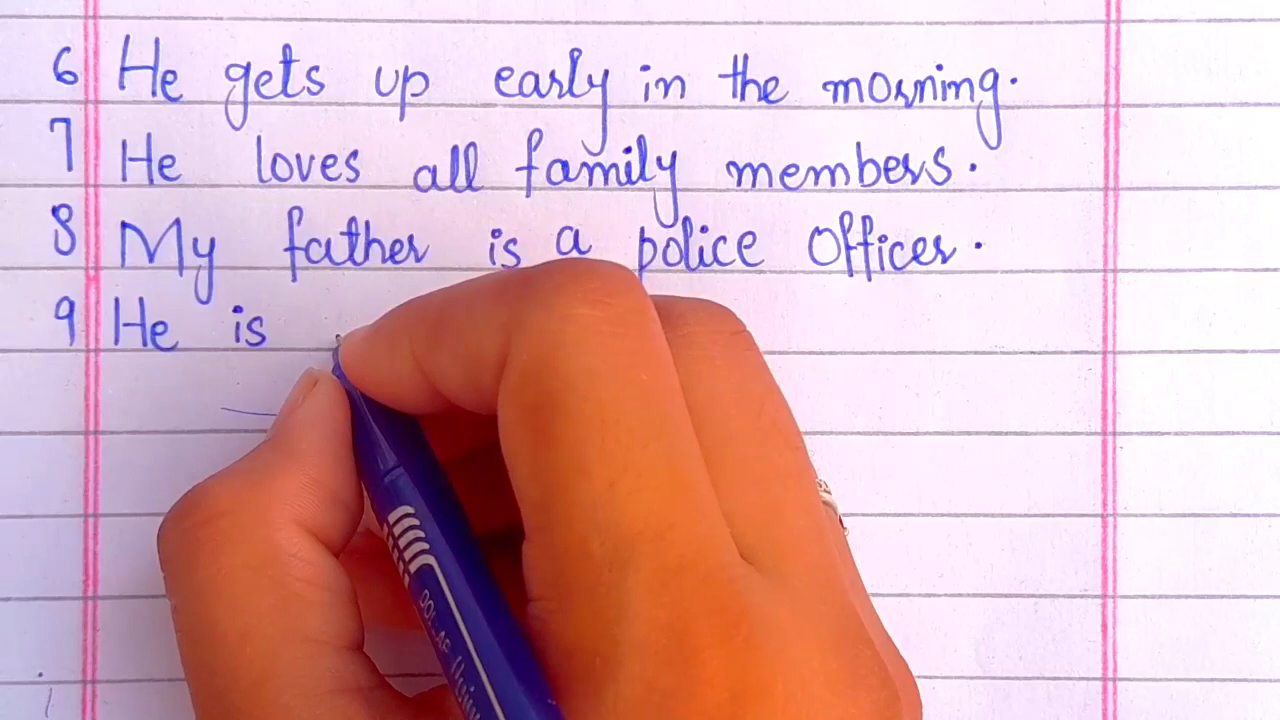 6 He gets up early in the morning.
7 He loves all family members.
8 My father is a police Officer.
9 He is
DOLLAR